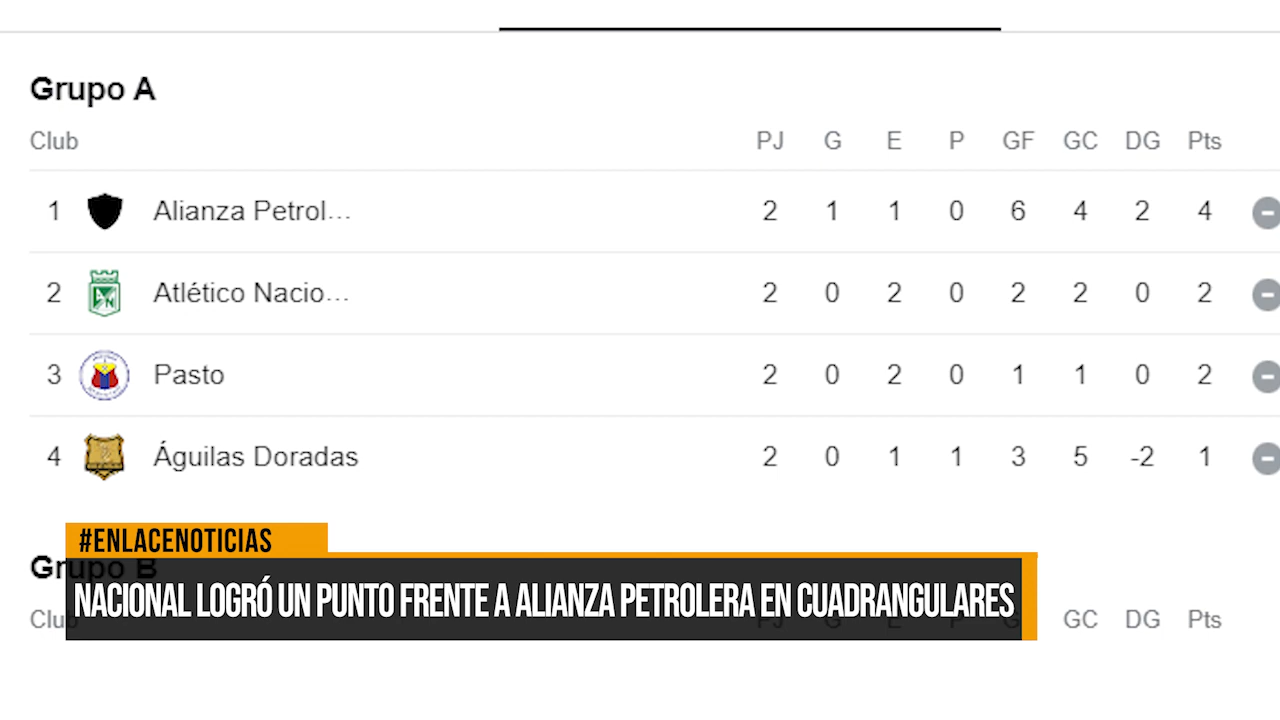 Grupo A
Club PJ G E P GF GC DG Pts
1 Alianza Petrol... 2 1 1 0 6 4 2 4
2 Atlético Nacio... 2 0 2 0 2 2 0 2
3 Pasto 2 0 2 0 1 1 0 2
4 Águilas Doradas 2 0 1 1 3 5 -2 1
#ENLACENOTICIAS
Grupo B
NACIONAL LOGRÓ UN PUNTO FRENTE A ALIANZA PETROLERA EN CUADRANGULARES
Club PJ G E P GF GC DG Pts